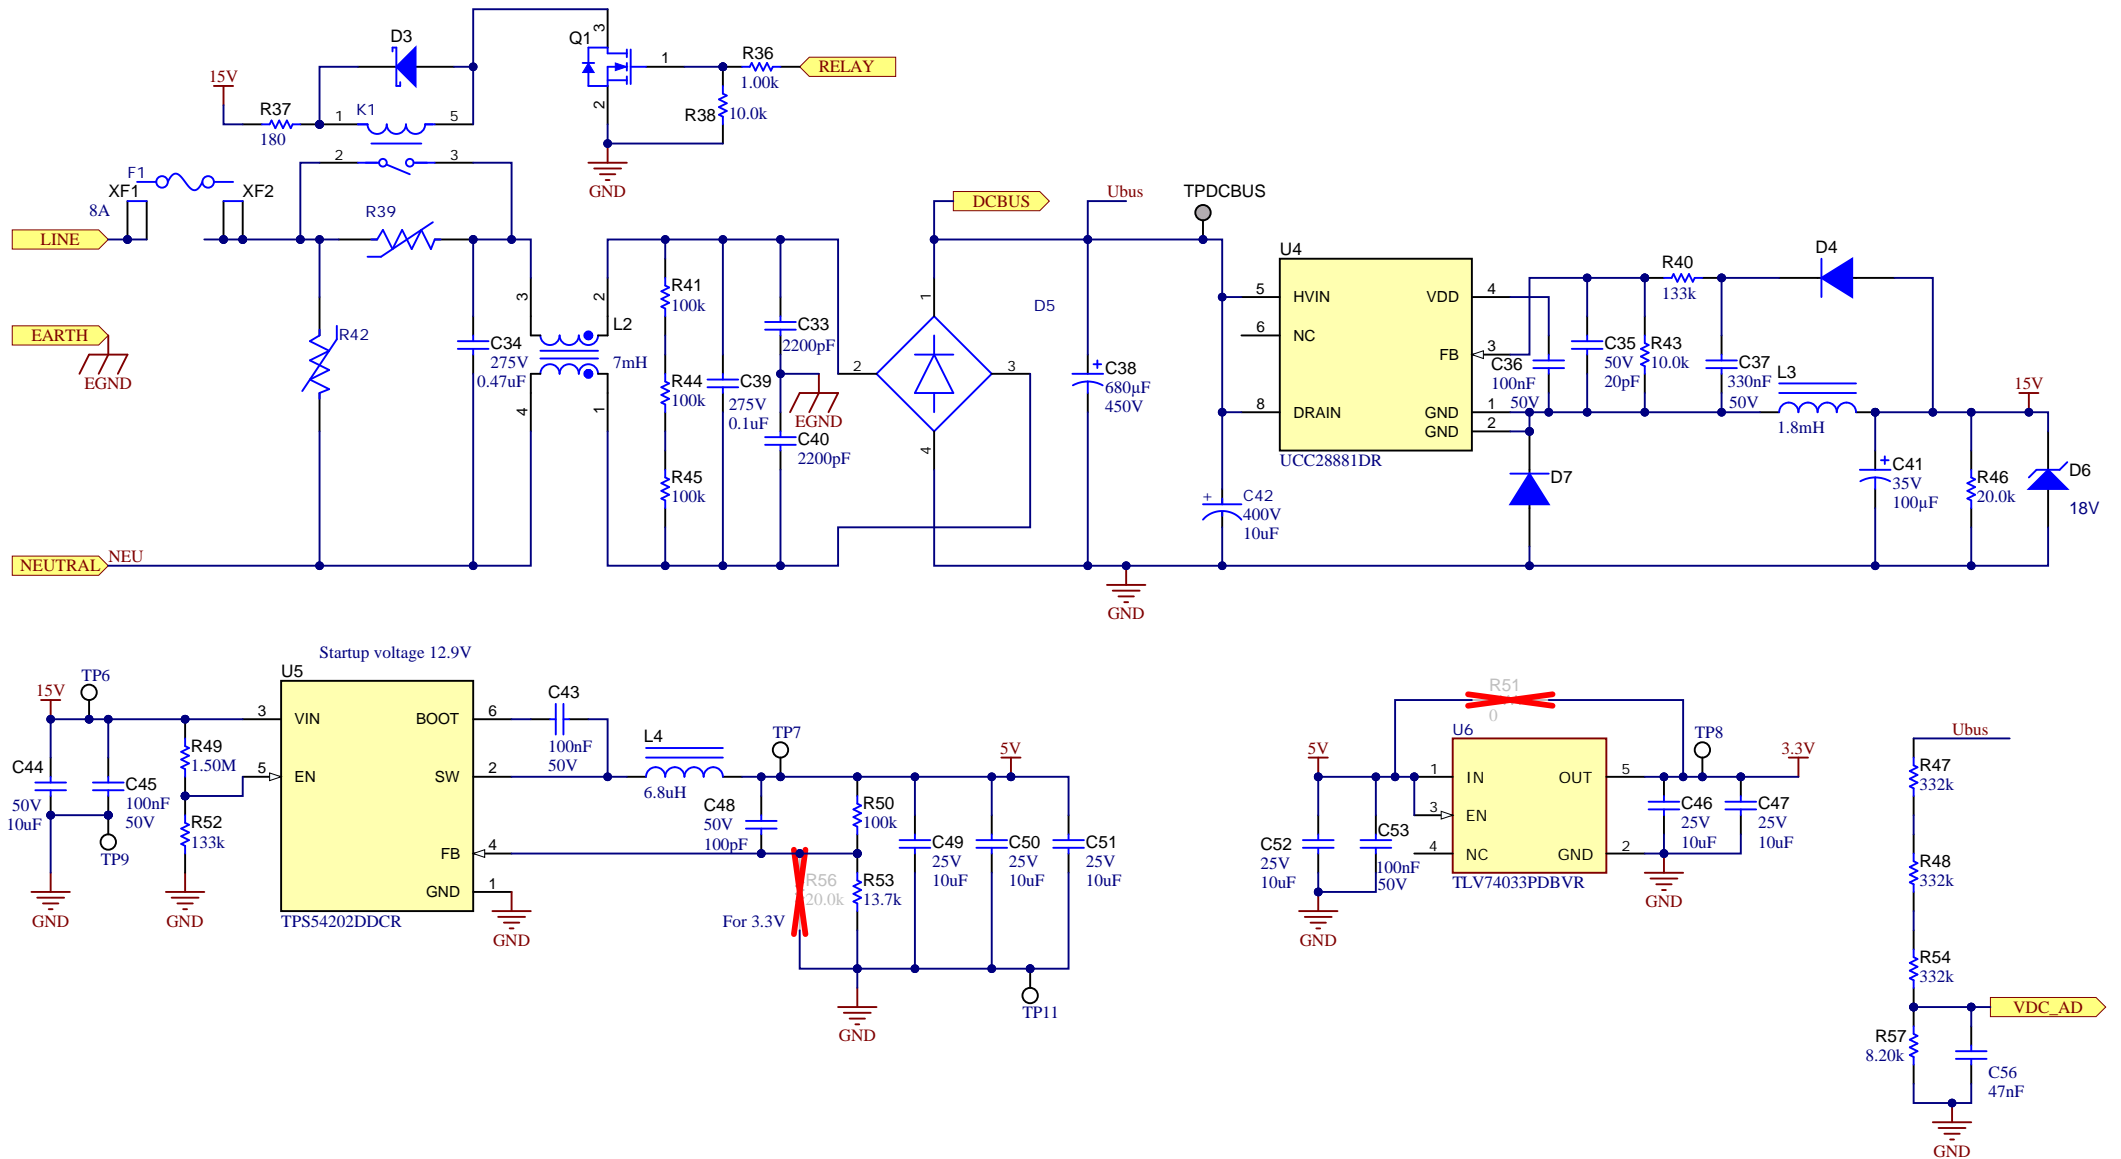 D3
Q1
3
1
2
R36
1.00k
RELAY
R38
10.0k
GND
15V
R37
180
K1
1
5
2
3
F1
XF1
XF2
8A
LINE
R39
EARTH
EGND
R42
NEUTRAL
NEU
C34
275V
0.47uF
3
2
L2
7mH
4
1
R41
100k
R44
100k
R45
100k
C39
275V
0.1uF
C33
2200pF
EGND
C40
2200pF
DCBUS
Ubus
TPDCBUS
D5
1
2
3
4
+
C38
680µF
450V
GND
+
C42
400V
10uF
U4
5
HVIN
VDD
4
6
NC
FB
3
8
DRAIN
GND
1
GND
2
UCC28881DR
C36
100nF
50V
C35
50V
20pF
R43
10.0k
R40
133k
C37
330nF
50V
D4
L3
1.8mH
D7
15V
+
C41
35V
100µF
R46
20.0k
D6
18V
Startup voltage 12.9V
U5
15V
TP6
C44
50V
10uF
C45
100nF
50V
TP9
GND
R49
1.50M
R52
133k
GND
3
VIN
BOOT
6
5
EN
SW
2
FB
4
GND
1
TPS54202DDCR
GND
C43
100nF
50V
L4
6.8uH
TP7
5V
C48
50V
100pF
R50
100k
R56
20.0k
For 3.3V
R53
13.7k
C49
25V
10uF
C50
25V
10uF
C51
25V
10uF
TP11
GND
R51
0
U6
5V
1
IN
OUT
5
3
EN
4
NC
GND
2
TLV74033PDBVR
C52
25V
10uF
C53
100nF
50V
GND
TP8
3.3V
C46
25V
10uF
C47
25V
10uF
GND
Ubus
R47
332k
R48
332k
R54
332k
VDC_AD
R57
8.20k
C56
47nF
GND